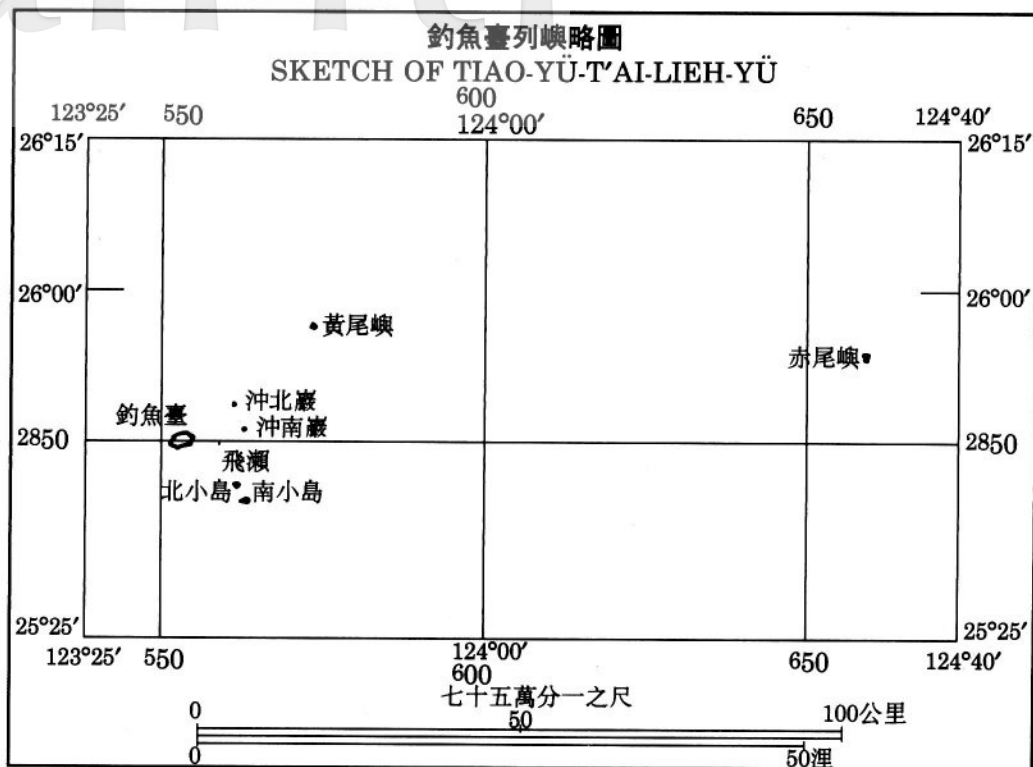 釣魚臺列嶼略圖
SKETCH OF TIAO-YÜ-T'AI-LIEH-YÜ
600
123°25′ 550 124°00′ 650 124°40′
26°15′ 26°15′
26°00′ 26°00′
黃尾嶼
赤尾嶼
沖北巖
釣魚臺
沖南巖
2850 2850
飛瀨
北小島 南小島
25°25′ 25°25′
123°25′ 550 124°00′ 650 124°40′
600
七十五萬分一之尺
0 50 100公里
0 50浬